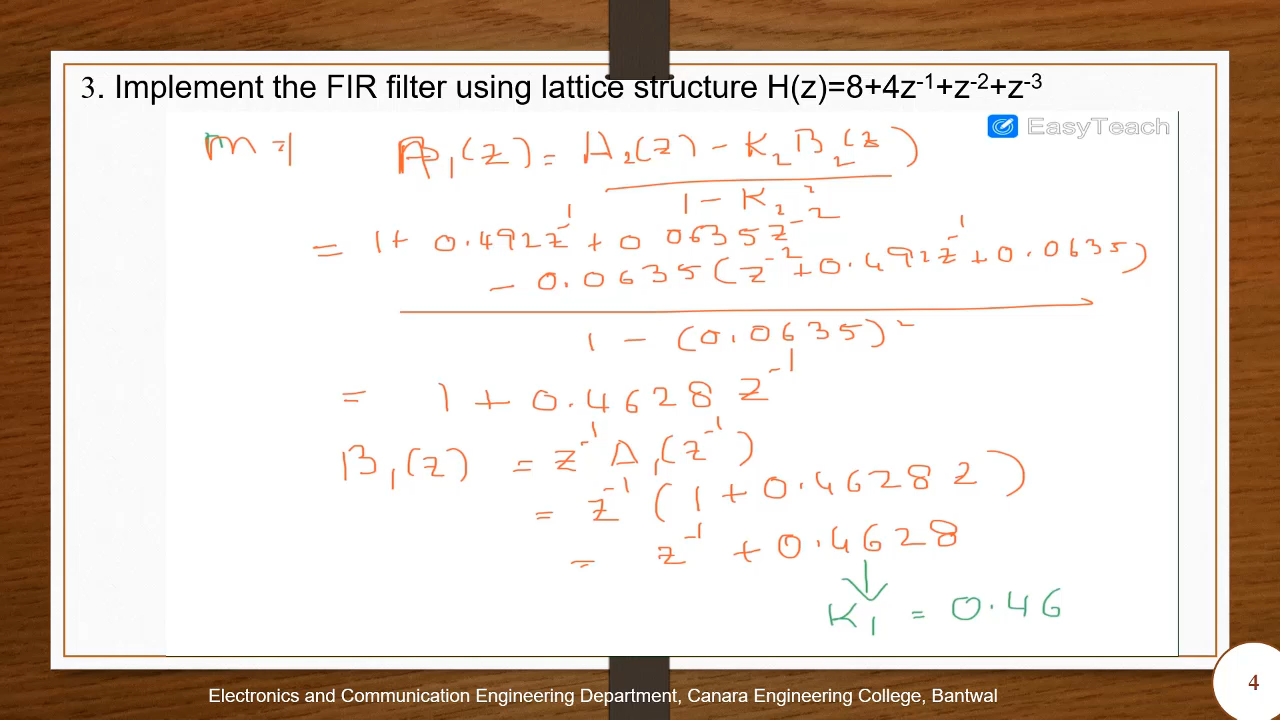 3. Implement the FIR filter using lattice structure H(z)=8+4z⁻¹+z⁻²+z⁻³
EasyTeach
m=1 A₁(z) = A₂(z) - K₂B₂(z)
1 - K₂²
= 1+ 0.492z⁻¹ + 0 0635z⁻²
- 0.0635(z⁻²+0.492z⁻¹+0.0635)
1 - (0.0635)²
= 1 + 0.4628 z⁻¹
B₁(z) = z⁻¹ A₁(z⁻¹)
= z⁻¹ (1 + 0.4628 z)
= z⁻¹ + 0.4628
↓
K₁ = 0.46
4
Electronics and Communication Engineering Department, Canara Engineering College, Bantwal